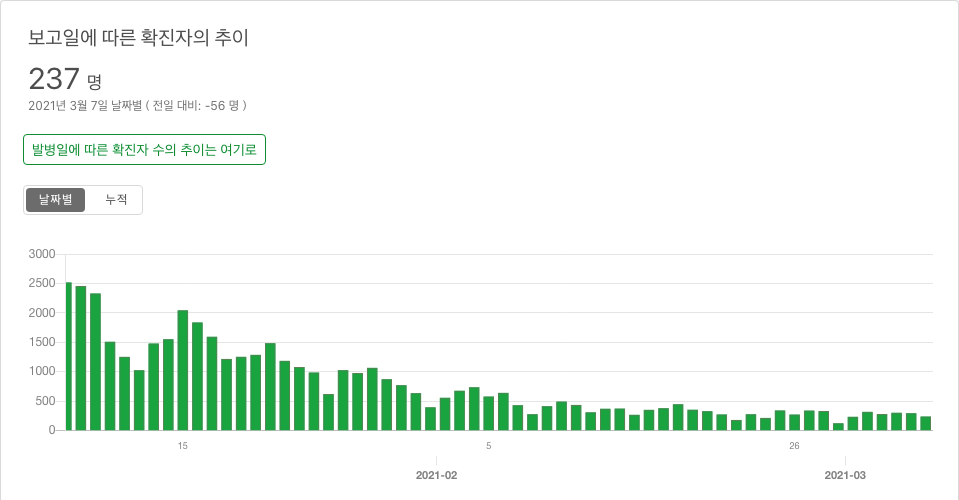 보고일에 따른 확진자의 추이
237 명
2021년 3월 7일 날짜별 ( 전일 대비: -56 명 )
발병일에 따른 확진자 수의 추이는 여기로
날짜별 누적
3000
2500
2000
1500
1000
500
0
15 5 26
2021-02 2021-03